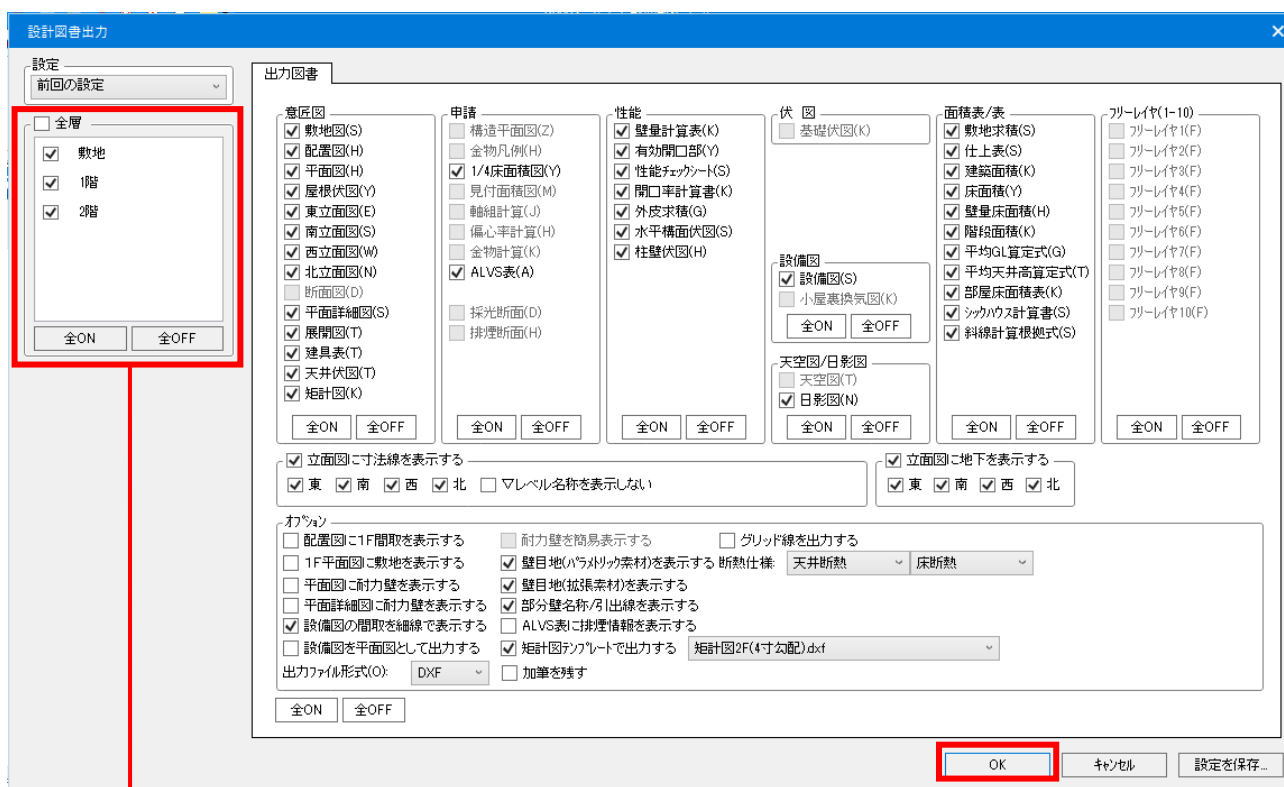 設計図書出力
設定
前回の設定
全層
敷地
1階
2階
全ON 全OFF
出力図書
意匠図
敷地図(S)
配置図(H)
平面図(H)
屋根伏図(Y)
東立面図(E)
南立面図(S)
西立面図(W)
北立面図(N)
断面図(D)
平面詳細図(S)
展開図(T)
建具表(T)
天井伏図(T)
矩計図(K)
全ON 全OFF
申請
構造平面図(Z)
金物凡例(H)
1/4床面積図(Y)
見付面積図(M)
軸組計算(J)
偏心率計算(H)
金物計算(K)
ALVS表(A)
採光断面(D)
排煙断面(H)
全ON 全OFF
性能
壁量計算表(K)
有効開口部(Y)
性能チェックシート(S)
開口率計算書(K)
外皮求積(G)
水平構面伏図(S)
柱壁伏図(H)
全ON 全OFF
伏 図
基礎伏図(K)
設備図
設備図(S)
小屋裏換気図(K)
全ON 全OFF
天空図/日影図
天空図(T)
日影図(N)
全ON 全OFF
面積表/表
敷地求積(S)
仕上表(S)
建築面積(K)
床面積(Y)
壁量床面積(H)
階段面積(K)
平均GL算定式(G)
平均天井高算定式(T)
部屋床面積表(K)
シックハウス計算書(S)
斜線計算根拠式(S)
全ON 全OFF
フリーレイヤ(1-10)
フリーレイヤ1(F)
フリーレイヤ2(F)
フリーレイヤ3(F)
フリーレイヤ4(F)
フリーレイヤ5(F)
フリーレイヤ6(F)
フリーレイヤ7(F)
フリーレイヤ8(F)
フリーレイヤ9(F)
フリーレイヤ10(F)
全ON 全OFF
立面図に寸法線を表示する
東 南 西 北 ▽レベル名称を表示しない
立面図に地下を表示する
東 南 西 北
オプション
配置図に1F間取を表示する 耐力壁を簡易表示する グリッド線を出力する
1F平面図に敷地を表示する 壁目地(パラメトリック素材)を表示する 断熱仕様: 天井断熱 床断熱
平面図に耐力壁を表示する 壁目地(拡張素材)を表示する
平面詳細図に耐力壁を表示する 部分壁名称/引出線を表示する
設備図の間取を細線で表示する ALVS表に排煙情報を表示する
設備図を平面図として出力する 矩計図テンプレートで出力する 矩計図2F(4寸勾配).dxf
出力ファイル形式(O): DXF 加筆を残す
全ON 全OFF
OK キャンセル 設定を保存...